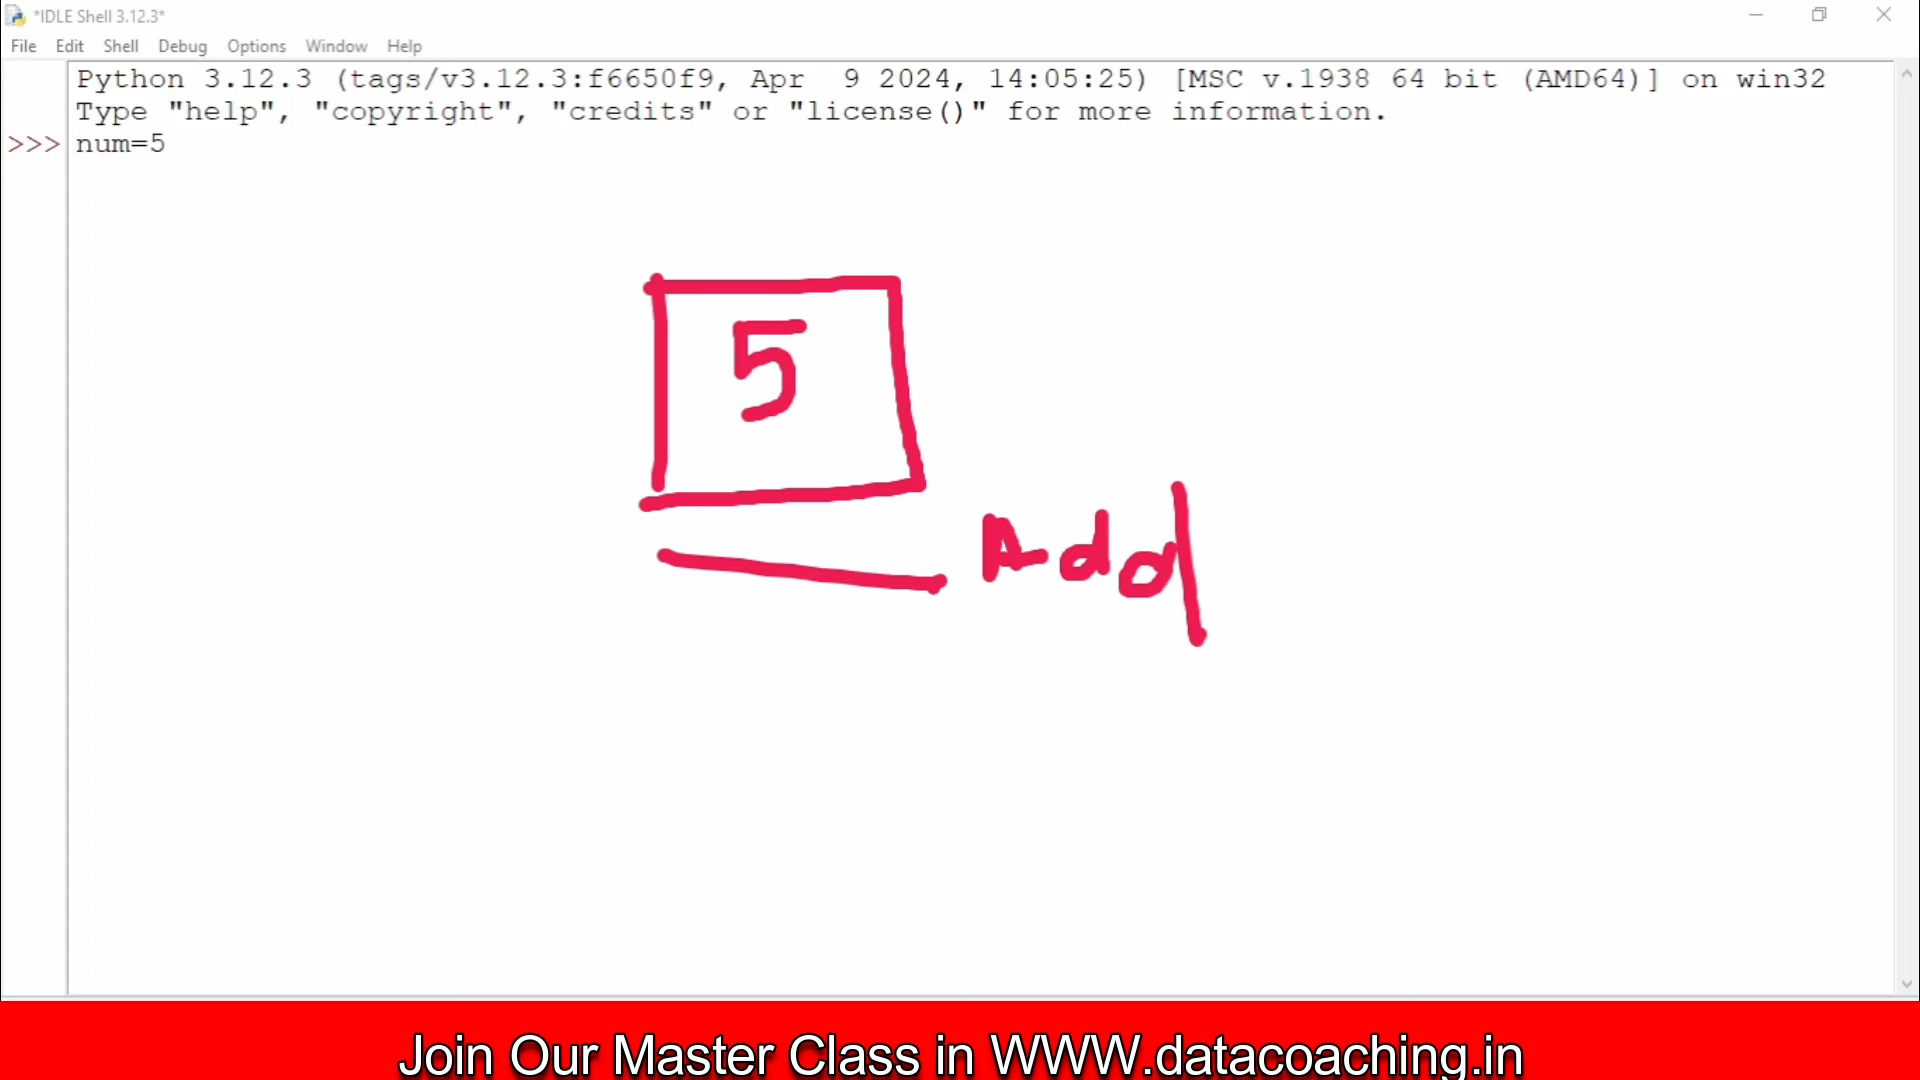 *IDLE Shell 3.12.3*
File Edit Shell Debug Options Window Help
Python 3.12.3 (tags/v3.12.3:f6650f9, Apr  9 2024, 14:05:25) [MSC v.1938 64 bit (AMD64)] on win32
Type "help", "copyright", "credits" or "license()" for more information.
>>> num=5
5
Add
Join Our Master Class in WWW.datacoaching.in